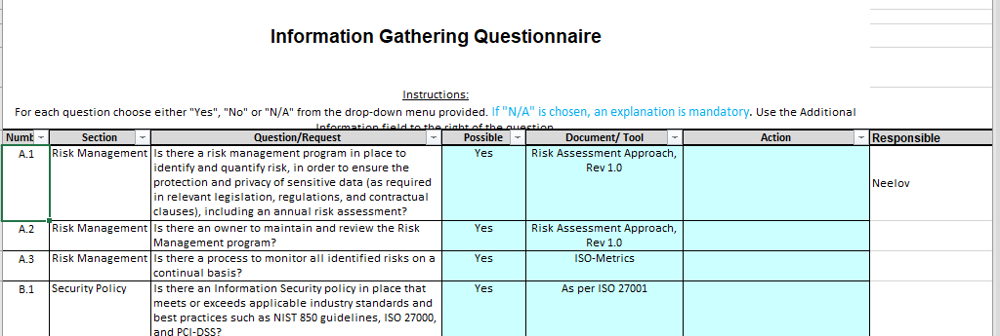 Information Gathering Questionnaire
Instructions:
For each question choose either "Yes", "No" or "N/A" from the drop-down menu provided. If "N/A" is chosen, an explanation is mandatory. Use the Additional
Information field to the right of the question
Numb Section Question/Request Possible Document/ Tool Action Responsible
A.1 Risk Management Is there a risk management program in place to Yes Risk Assessment Approach,
identify and quantify risk, in order to ensure the Rev 1.0
protection and privacy of sensitive data (as required Neelov
in relevant legislation, regulations, and contractual
clauses), including an annual risk assessment?
A.2 Risk Management Is there an owner to maintain and review the Risk Yes Risk Assessment Approach,
Management program? Rev 1.0
A.3 Risk Management Is there a process to monitor all identified risks on a Yes ISO-Metrics
continual basis?
B.1 Security Policy Is there an Information Security policy in place that Yes As per ISO 27001
meets or exceeds applicable industry standards and
best practices such as NIST 850 guidelines, ISO 27000,
and PCI-DSS?